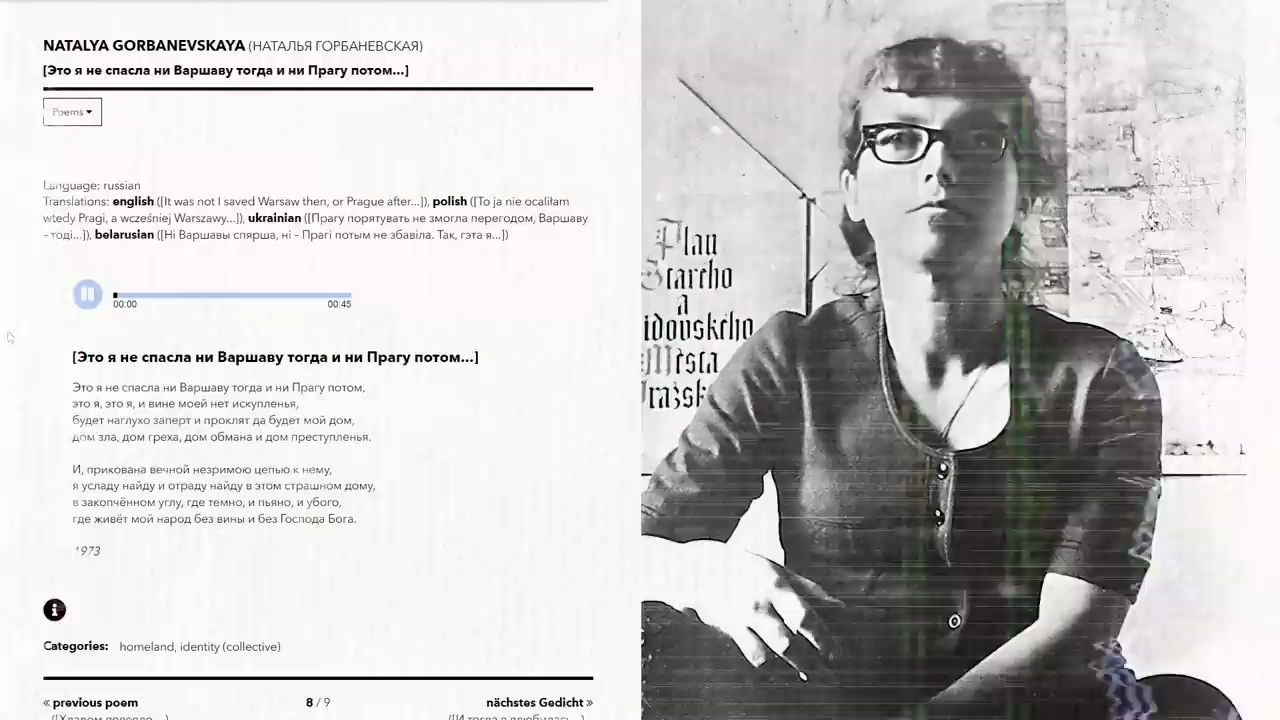 NATALYA GORBANEVSKAYA (НАТАЛЬЯ ГОРБАНЕВСКАЯ)
[Это я не спасла ни Варшаву тогда и ни Прагу потом...]
Poems
Language: russian
Translations: english ([It was not I saved Warsaw then, or Prague after...]), polish ([To ja nie ocaliłam
wtedy Pragi, a wcześniej Warszawy...]), ukrainian ([Прагу порятувать не змогла перегодом, Варшаву
– тоді...]), belarusian ([Ні Варшавы спярша, ні – Прагі потым не збавіла. Так, гэта я...])
00:00 00:45
[Это я не спасла ни Варшаву тогда и ни Прагу потом...]
Это я не спасла ни Варшаву тогда и ни Прагу потом,
это я, это я, и вине моей нет искупленья,
будет наглухо заперт и проклят да будет мой дом,
дом зла, дом греха, дом обмана и дом преступленья.
И, прикована вечной незримою цепью к нему,
я усладу найду и отраду найду в этом страшном дому,
в закопчённом углу, где темно, и пьяно, и убого,
где живёт мой народ без вины и без Господа Бога.
1973
Categories: homeland, identity (collective)
« previous poem 8 / 9 nächstes Gedicht »
Plan
Starého
a
idovského
Města
ražsk